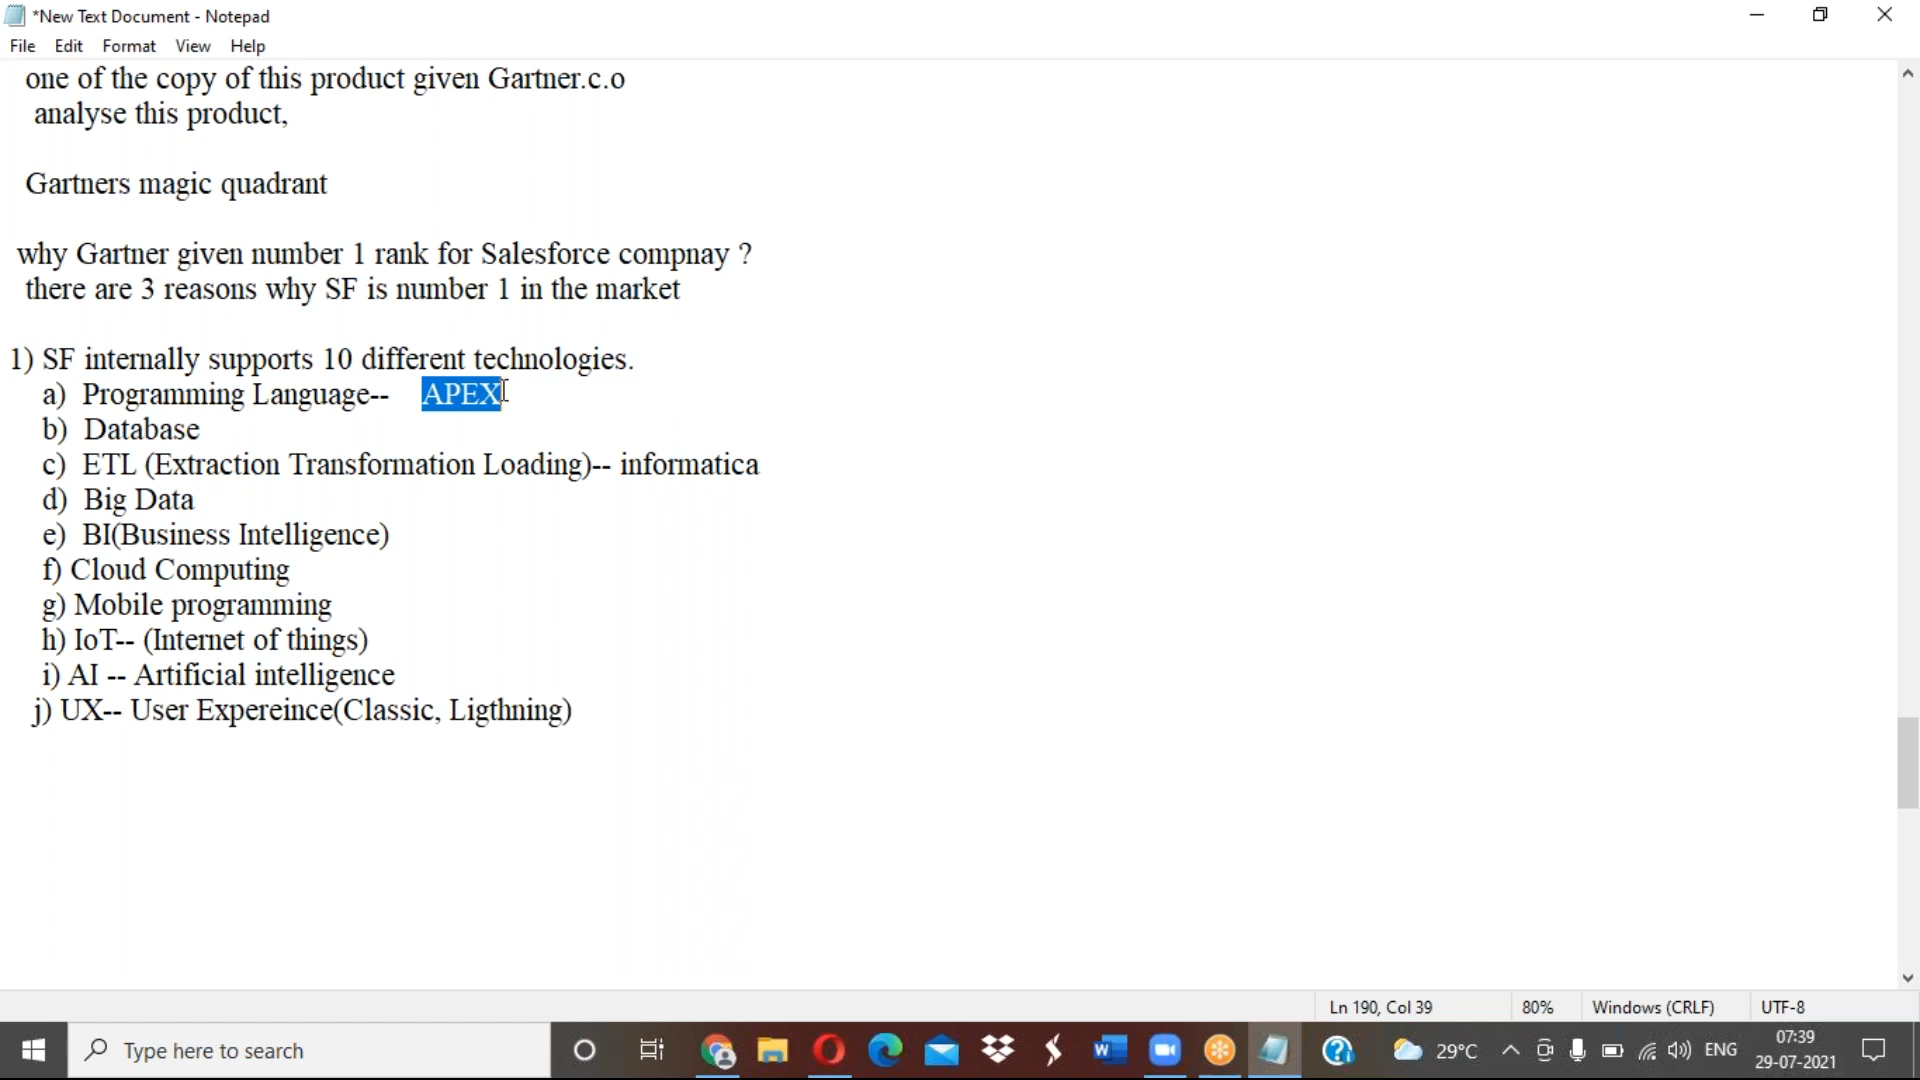 *New Text Document - Notepad
File Edit Format View Help
one of the copy of this product given Gartner.c.o
analyse this product,
Gartners magic quadrant
why Gartner given number 1 rank for Salesforce compnay ?
there are 3 reasons why SF is number 1 in the market
1) SF internally supports 10 different technologies.
a) Programming Language-- APEX
b) Database
c) ETL (Extraction Transformation Loading)-- informatica
d) Big Data
e) BI(Business Intelligence)
f) Cloud Computing
g) Mobile programming
h) IoT-- (Internet of things)
i) AI -- Artificial intelligence
j) UX-- User Expereince(Classic, Ligthning)
Ln 190, Col 39 80% Windows (CRLF) UTF-8
Type here to search
29°C ENG
07:39
29-07-2021